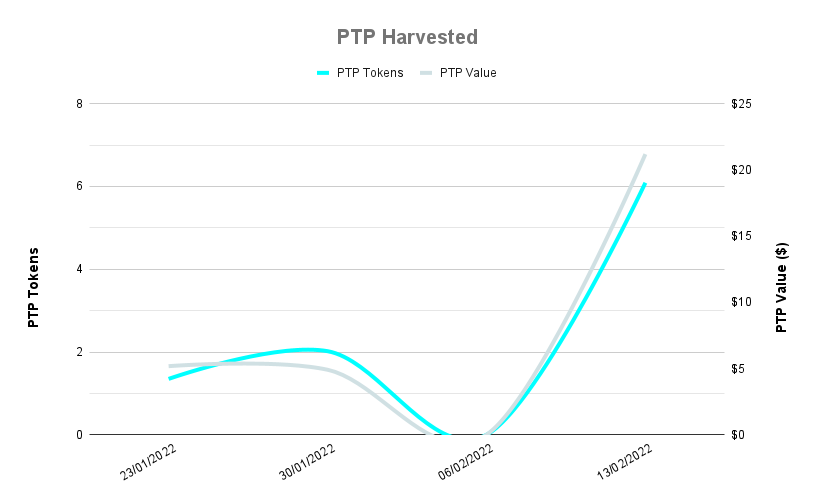 PTP Harvested
PTP Tokens PTP Value
8 $25
$20
6
$15
4
$10
2
$5
0 $0
PTP Tokens
PTP Value ($)
23/01/2022 30/01/2022 06/02/2022 13/02/2022